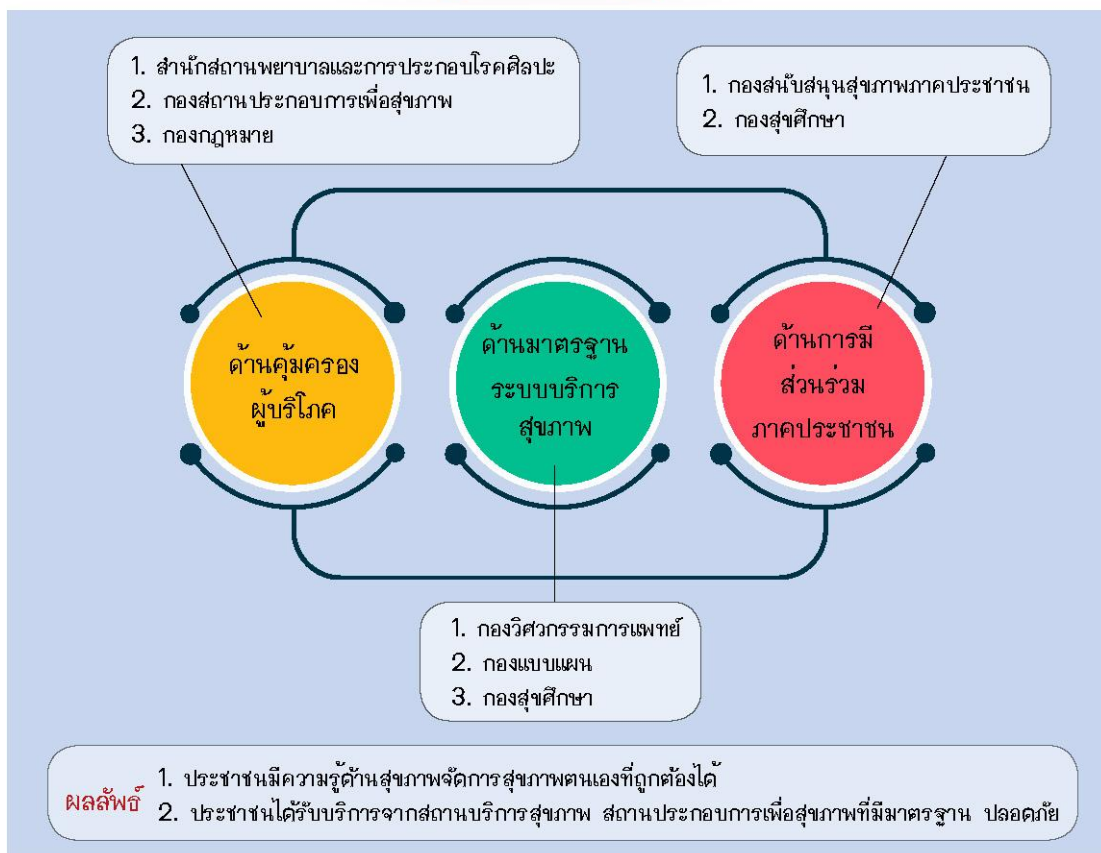 1. สำนักสถานพยาบาลและการประกอบโรคศิลปะ
2. กองสถานประกอบการเพื่อสุขภาพ
3. กองกฎหมาย
1. กองสนับสนุนสุขภาพภาคประชาชน
2. กองสุขศึกษา
ด้านคุ้มครอง
ผู้บริโภค
ด้านมาตรฐาน
ระบบบริการ
สุขภาพ
ด้านการมี
ส่วนร่วม
ภาคประชาชน
1. กองวิศวกรรมการแพทย์
2. กองแบบแผน
3. กองสุขศึกษา
ผลลัพธ์
1. ประชาชนมีความรู้ด้านสุขภาพจัดการสุขภาพตนเองที่ถูกต้องได้
2. ประชาชนได้รับบริการจากสถานบริการสุขภาพ สถานประกอบการเพื่อสุขภาพที่มีมาตรฐาน ปลอดภัย